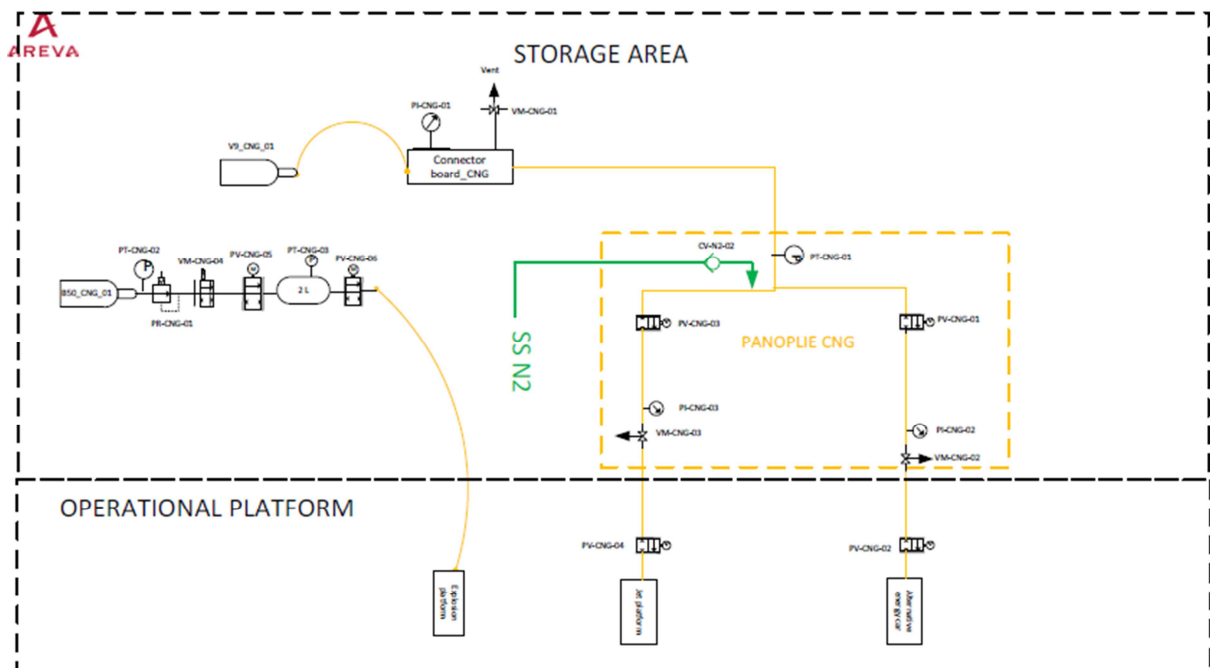 AREVA
STORAGE AREA
Vent
PI-CNG-01
VM-CNG-01
V9_CNG_01
Connector
board_CNG
PT-CNG-02
VM-CNG-04
PV-CNG-05
PT-CNG-03
PV-CNG-06
CV-N2-02
PT-CNG-01
B50_CNG_01
2 L
PR-CNG-01
SS N2
PV-CNG-03
PV-CNG-01
PANOPLIE CNG
PI-CNG-03
VM-CNG-03
PI-CNG-02
VM-CNG-02
OPERATIONAL PLATFORM
PV-CNG-04
PV-CNG-02
Explosion
platform
Jet platform
Alternative
energy car